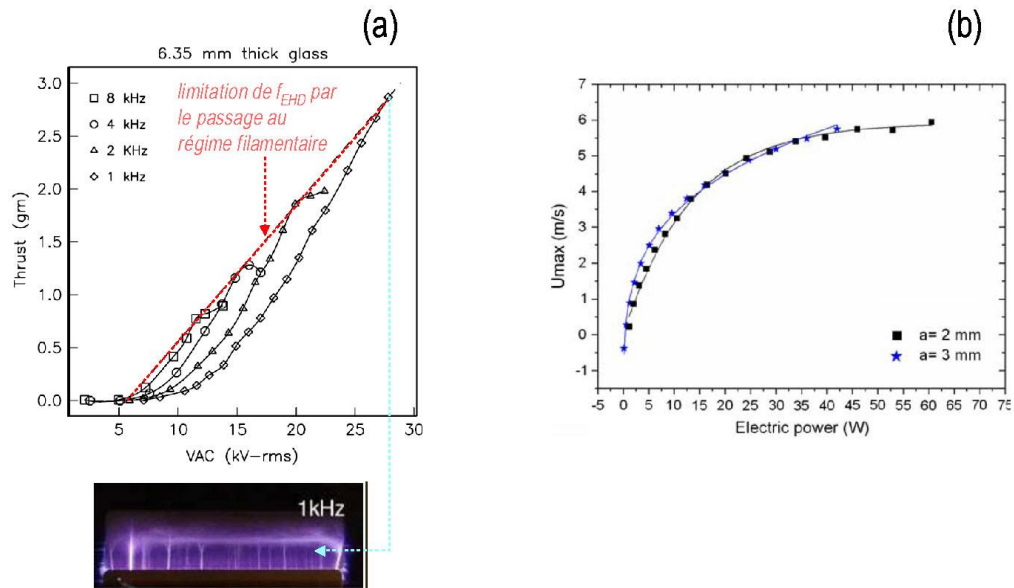 (a)
6.35 mm thick glass
3.0
2.5
2.0
1.5
1.0
0.5
0.0
Thrust (gm)
8 kHz
4 kHz
2 KHz
1 kHz
limitation de fEHD par
le passage au
régime filamentaire
5 10 15 20 25 30
VAC (kV-rms)
1kHz
(b)
7
6
5
4
3
2
1
0
-1
Umax (m/s)
a= 2 mm
a= 3 mm
-5 0 5 10 15 20 25 30 35 40 45 50 55 60 65 70 75
Electric power (W)